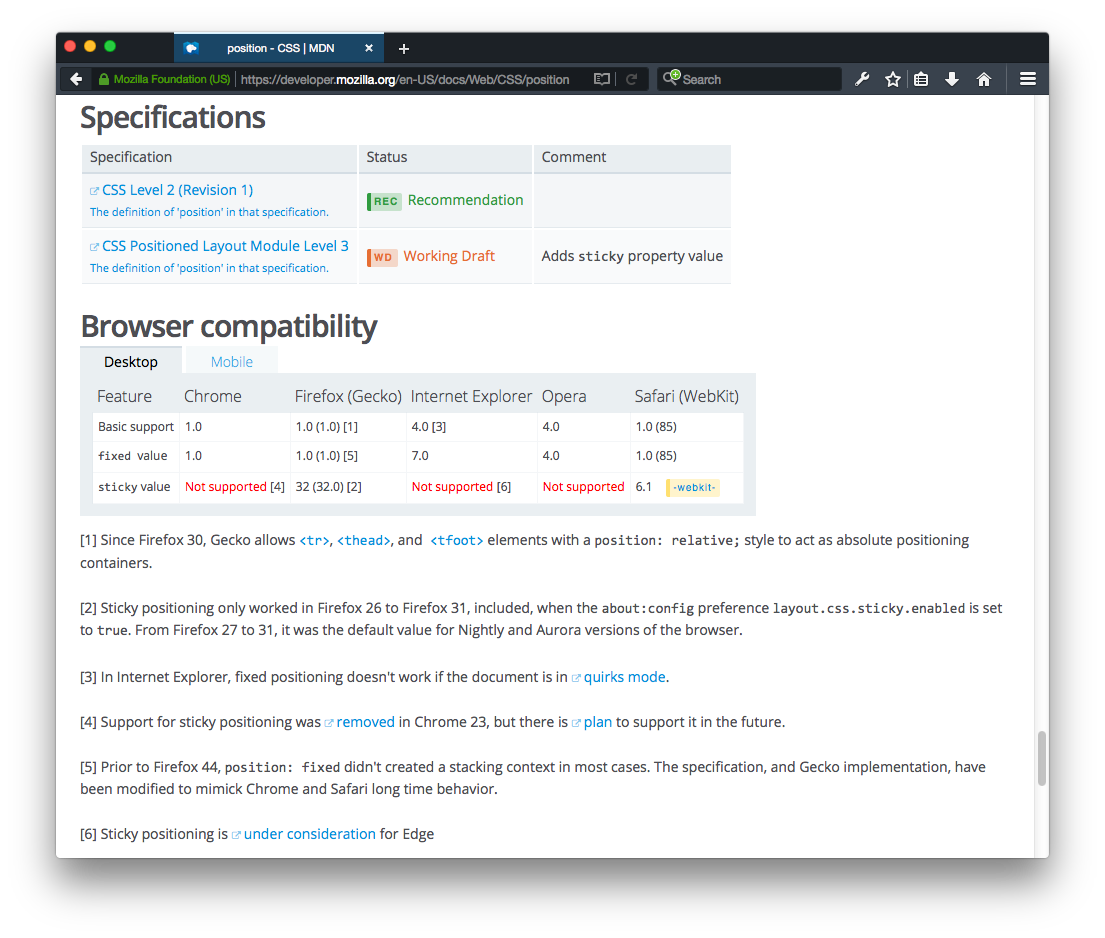 position - CSS | MDN
Mozilla Foundation (US) https://developer.mozilla.org/en-US/docs/Web/CSS/position Search
Specifications
Specification Status Comment
CSS Level 2 (Revision 1)
The definition of 'position' in that specification.
REC Recommendation
CSS Positioned Layout Module Level 3
The definition of 'position' in that specification.
WD Working Draft Adds sticky property value
Browser compatibility
Desktop Mobile
Feature Chrome Firefox (Gecko) Internet Explorer Opera Safari (WebKit)
Basic support 1.0 1.0 (1.0) [1] 4.0 [3] 4.0 1.0 (85)
fixed value 1.0 1.0 (1.0) [5] 7.0 4.0 1.0 (85)
sticky value Not supported [4] 32 (32.0) [2] Not supported [6] Not supported 6.1 -webkit-
[1] Since Firefox 30, Gecko allows <tr>, <thead>, and <tfoot> elements with a position: relative; style to act as absolute positioning
containers.
[2] Sticky positioning only worked in Firefox 26 to Firefox 31, included, when the about:config preference layout.css.sticky.enabled is set
to true. From Firefox 27 to 31, it was the default value for Nightly and Aurora versions of the browser.
[3] In Internet Explorer, fixed positioning doesn't work if the document is in quirks mode.
[4] Support for sticky positioning was removed in Chrome 23, but there is plan to support it in the future.
[5] Prior to Firefox 44, position: fixed didn't created a stacking context in most cases. The specification, and Gecko implementation, have
been modified to mimick Chrome and Safari long time behavior.
[6] Sticky positioning is under consideration for Edge